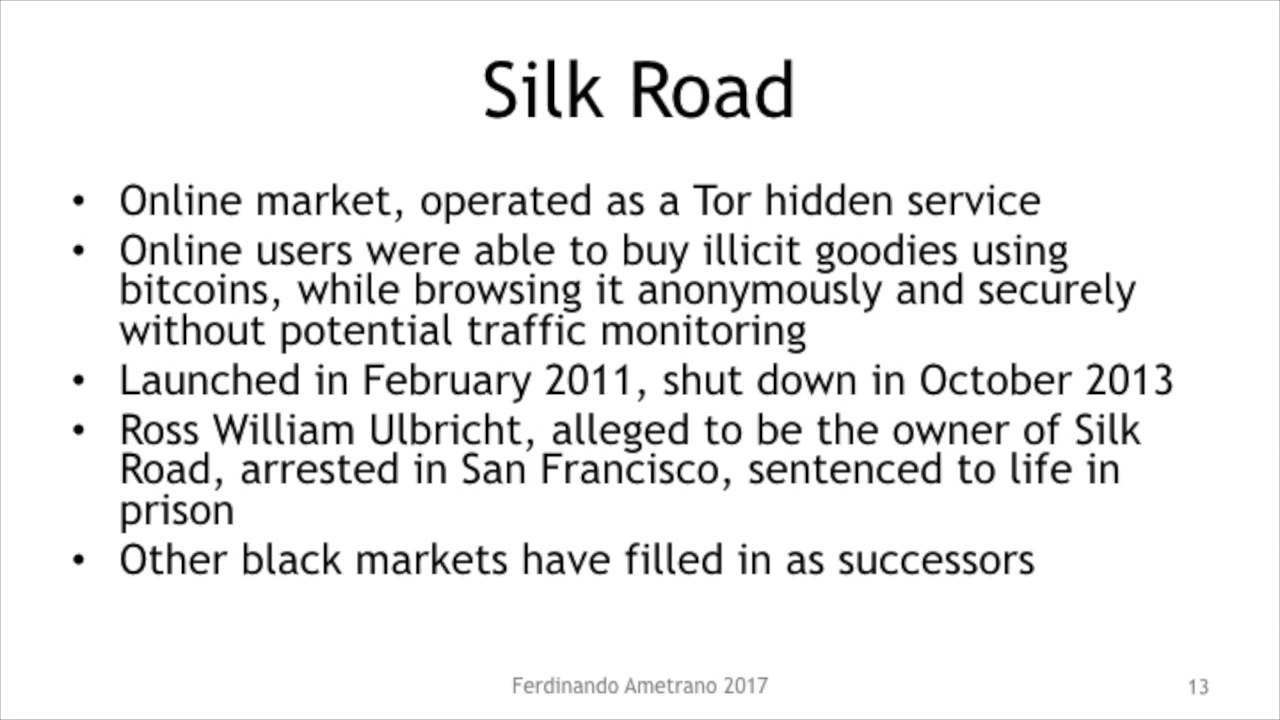 Silk Road
• Online market, operated as a Tor hidden service
• Online users were able to buy illicit goodies using
bitcoins, while browsing it anonymously and securely
without potential traffic monitoring
• Launched in February 2011, shut down in October 2013
• Ross William Ulbricht, alleged to be the owner of Silk
Road, arrested in San Francisco, sentenced to life in
prison
• Other black markets have filled in as successors
Ferdinando Ametrano 2017
13